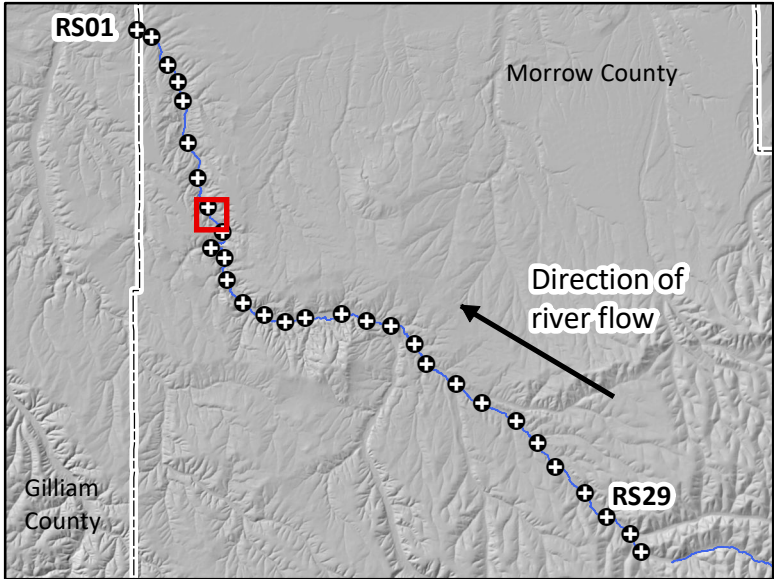 RS01
Morrow County
Direction of
river flow
RS29
Gilliam
County